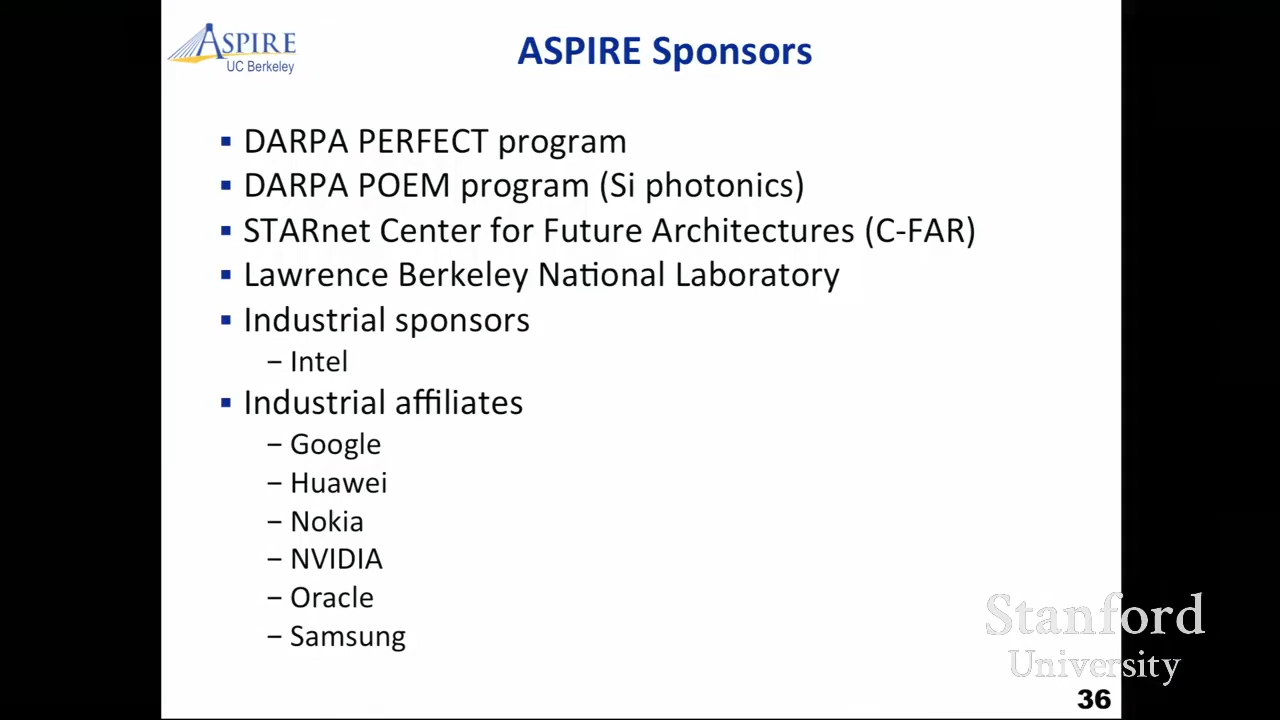 ASPIRE
UC Berkeley
ASPIRE Sponsors
▪ DARPA PERFECT program
▪ DARPA POEM program (Si photonics)
▪ STARnet Center for Future Architectures (C-FAR)
▪ Lawrence Berkeley National Laboratory
▪ Industrial sponsors
– Intel
▪ Industrial affiliates
– Google
– Huawei
– Nokia
– NVIDIA
– Oracle
– Samsung
Stanford
University
36